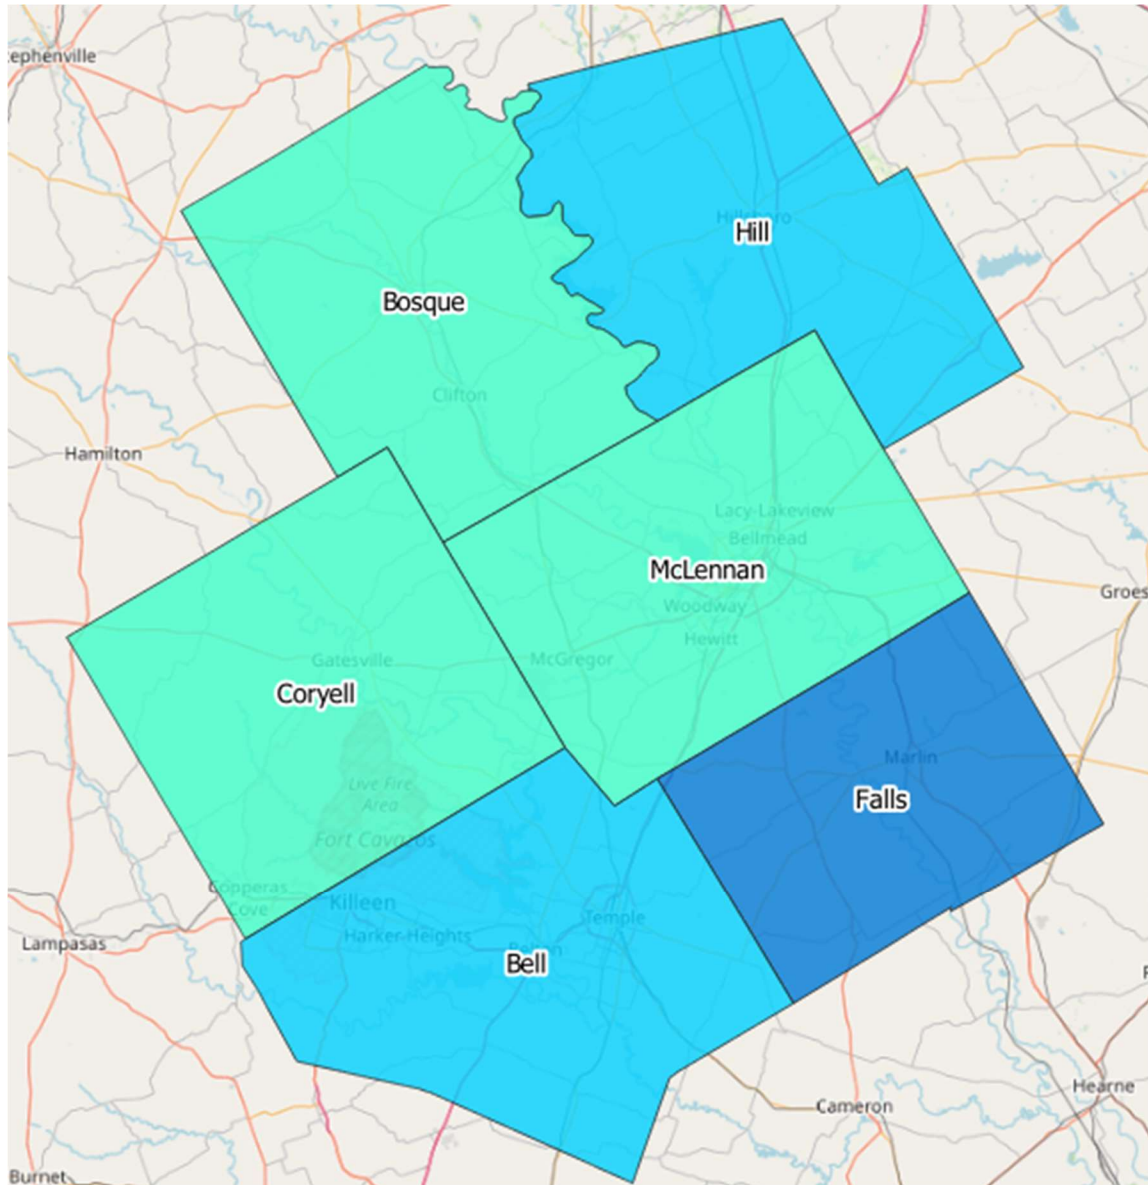 tephenville
Hillsboro
Hill
Bosque
Clifton
Hamilton
Lacy-Lakeview
Bellmead
McLennan
Groes
Woodway
Hewitt
Gatesville
McGregor
Coryell
Marlin
Live Fire
Area
Falls
Fort Cavazos
Copperas
Cove
Killeen
Temple
Harker Heights
Lampasas
Belton
Bell
Hearne
Cameron
Burnet